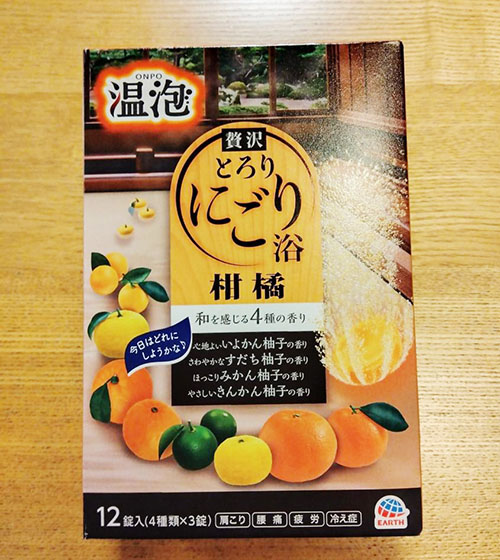 ONPO
温泡
贅沢
とろり
にごり
浴
柑橘
和を感じる4種の香り
今日はどれに
しようかな♪
心地よいいよかん柚子の香り
さわやかなすだち柚子の香り
ほっこりみかん柚子の香り
やさしいきんかん柚子の香り
12錠入(4種類×3錠) 肩こり 腰痛 疲労 冷え症
EARTH